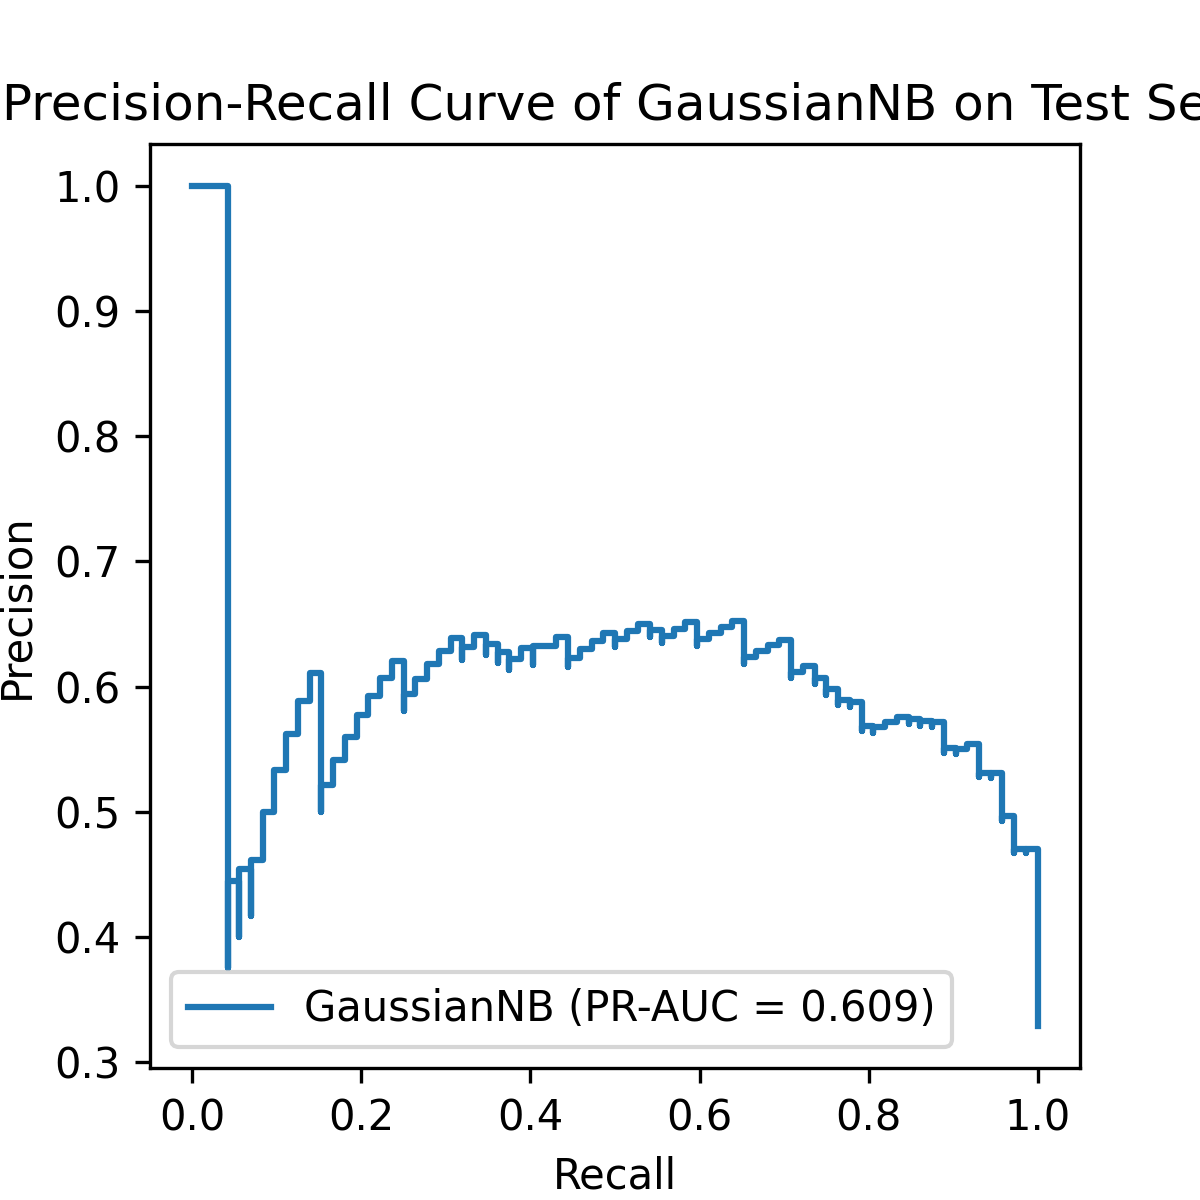 Precision-Recall Curve of GaussianNB on Test Se
Precision
1.0
0.9
0.8
0.7
0.6
0.5
0.4
0.3
GaussianNB (PR-AUC = 0.609)
0.0 0.2 0.4 0.6 0.8 1.0
Recall